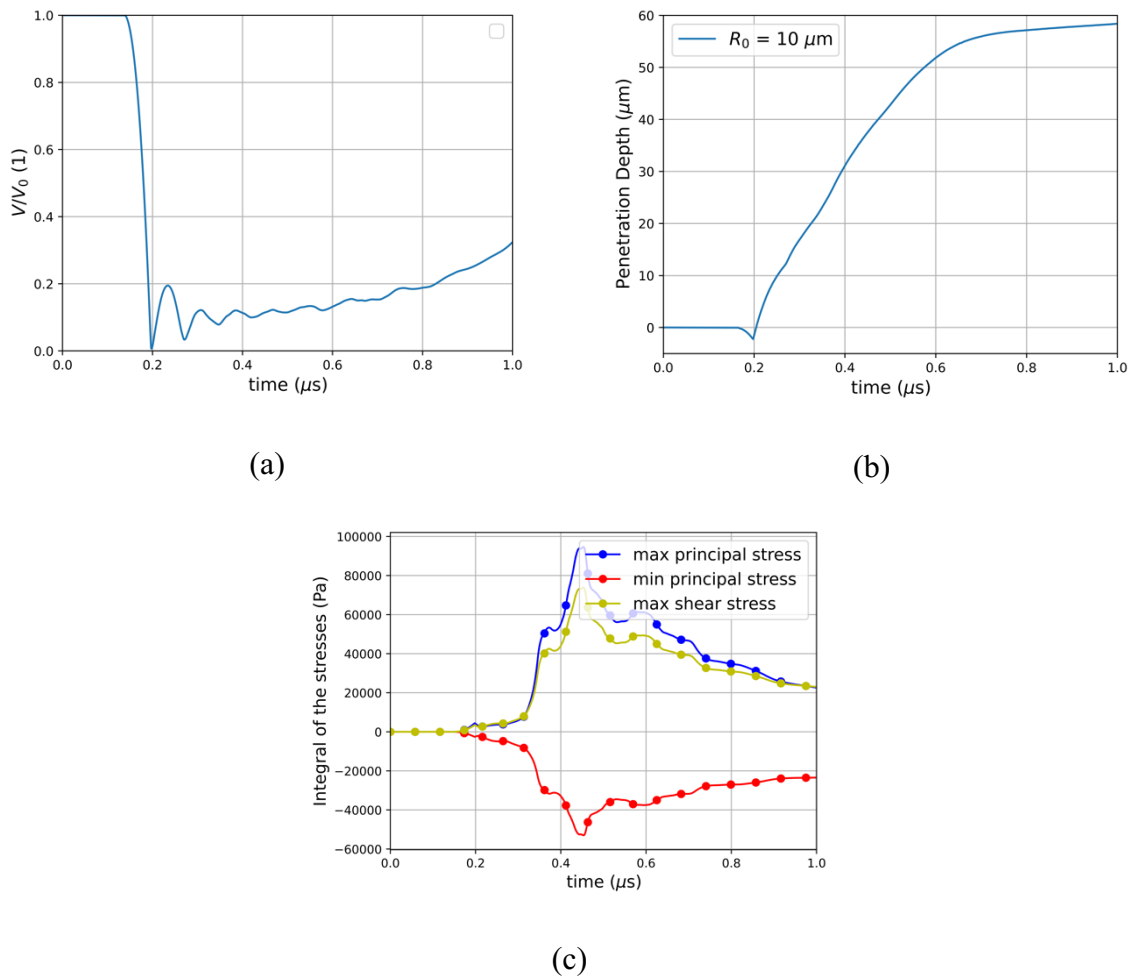 1.0
0.8
0.6
0.4
0.2
0.0
V/V₀ (1)
0.0 0.2 0.4 0.6 0.8 1.0
time (μs)
(a)
60
50
40
30
20
10
0
Penetration Depth (μm)
R₀ = 10 μm
0.0 0.2 0.4 0.6 0.8 1.0
time (μs)
(b)
100000
80000
60000
40000
20000
0
−20000
−40000
−60000
Integral of the stresses (Pa)
max principal stress
min principal stress
max shear stress
0.0 0.2 0.4 0.6 0.8 1.0
time (μs)
(c)